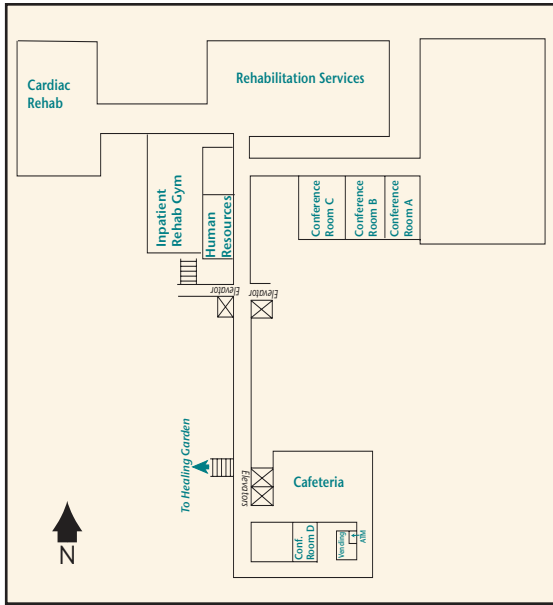 Cardiac
Rehab
Rehabilitation Services
Inpatient
Rehab Gym
Human
Resources
Conference
Room C
Conference
Room B
Conference
Room A
Elevator
Elevator
To Healing Garden
Elevators
Cafeteria
Conf.
Room D
Vending
ATM
N